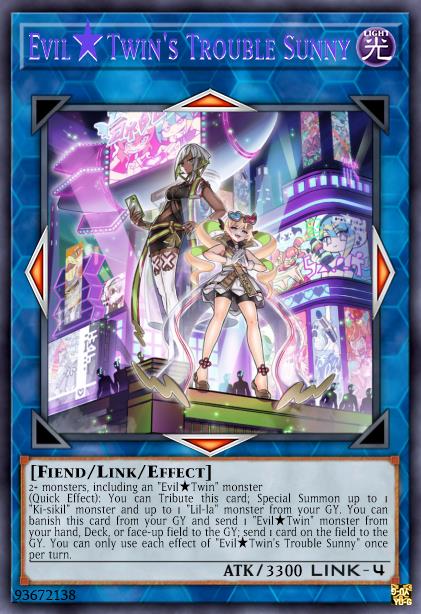 Evil★Twin's Trouble Sunny
LIGHT
光
[Fiend/Link/Effect]
2+ monsters, including an "Evil★Twin" monster
(Quick Effect): You can Tribute this card; Special Summon up to 1
"Ki-sikil" monster and up to 1 "Lil-la" monster from your GY. You can
banish this card from your GY and send 1 "Evil★Twin" monster from
your hand, Deck, or face-up field to the GY; send 1 card on the field to
the GY. You can only use each effect of "Evil★Twin's Trouble Sunny" once
per turn.
ATK/3300 LINK-4
93672138